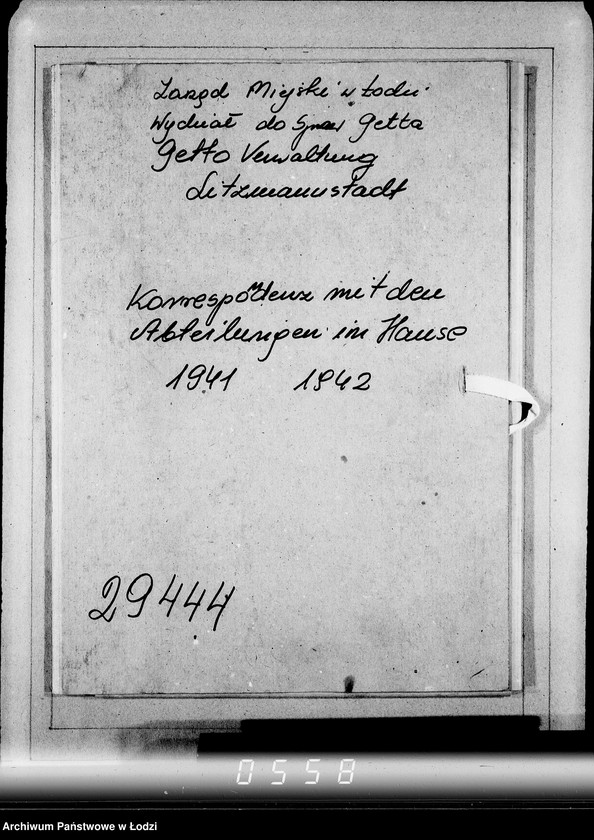 Zarząd Miejski w Łodzi
Wydział do Spraw Getta
Getto Verwaltung
Litzmannstadt
Korrespondenz mit den
Abteilungen im Hause
1941 1942
29444
0558
Archiwum Państwowe w Łodzi